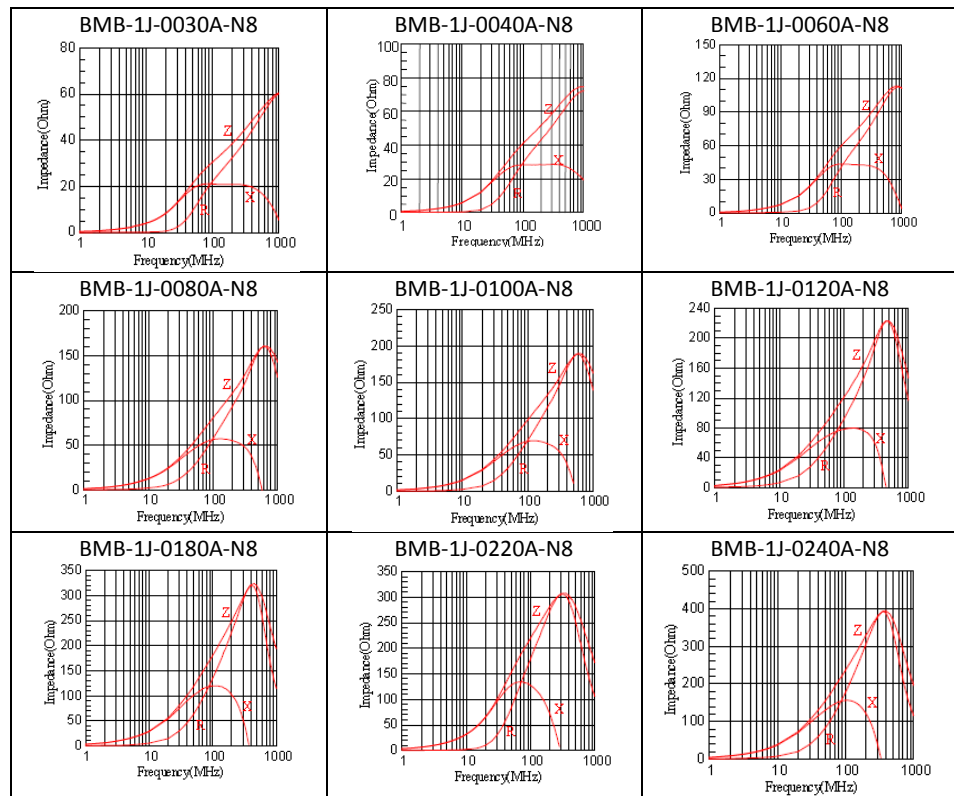 BMB-1J-0030A-N8
80
60
40
20
0
Impedance(Ohm)
Z
R
X
1 10 100 1000
Frequency(MHz)
BMB-1J-0040A-N8
100
80
60
40
20
0
Impedance(Ohm)
Z
X
R
1 10 100 1000
Frequency(MHz)
BMB-1J-0060A-N8
150
120
90
60
30
0
Impedance(Ohm)
Z
X
R
1 10 100 1000
Frequency(MHz)
BMB-1J-0080A-N8
200
150
100
50
0
Impedance(Ohm)
Z
X
R
1 10 100 1000
Frequency(MHz)
BMB-1J-0100A-N8
250
200
150
100
50
0
Impedance(Ohm)
Z
X
R
1 10 100 1000
Frequency(MHz)
BMB-1J-0120A-N8
240
200
160
120
80
40
0
Impedance(Ohm)
Z
X
R
1 10 100 1000
Frequency(MHz)
BMB-1J-0180A-N8
350
300
250
200
150
100
50
0
Impedance(Ohm)
Z
X
R
1 10 100 1000
Frequency(MHz)
BMB-1J-0220A-N8
350
300
250
200
150
100
50
0
Impedance(Ohm)
Z
X
R
1 10 100 1000
Frequency(MHz)
BMB-1J-0240A-N8
500
400
300
200
100
0
Impedance(Ohm)
Z
X
R
1 10 100 1000
Frequency(MHz)